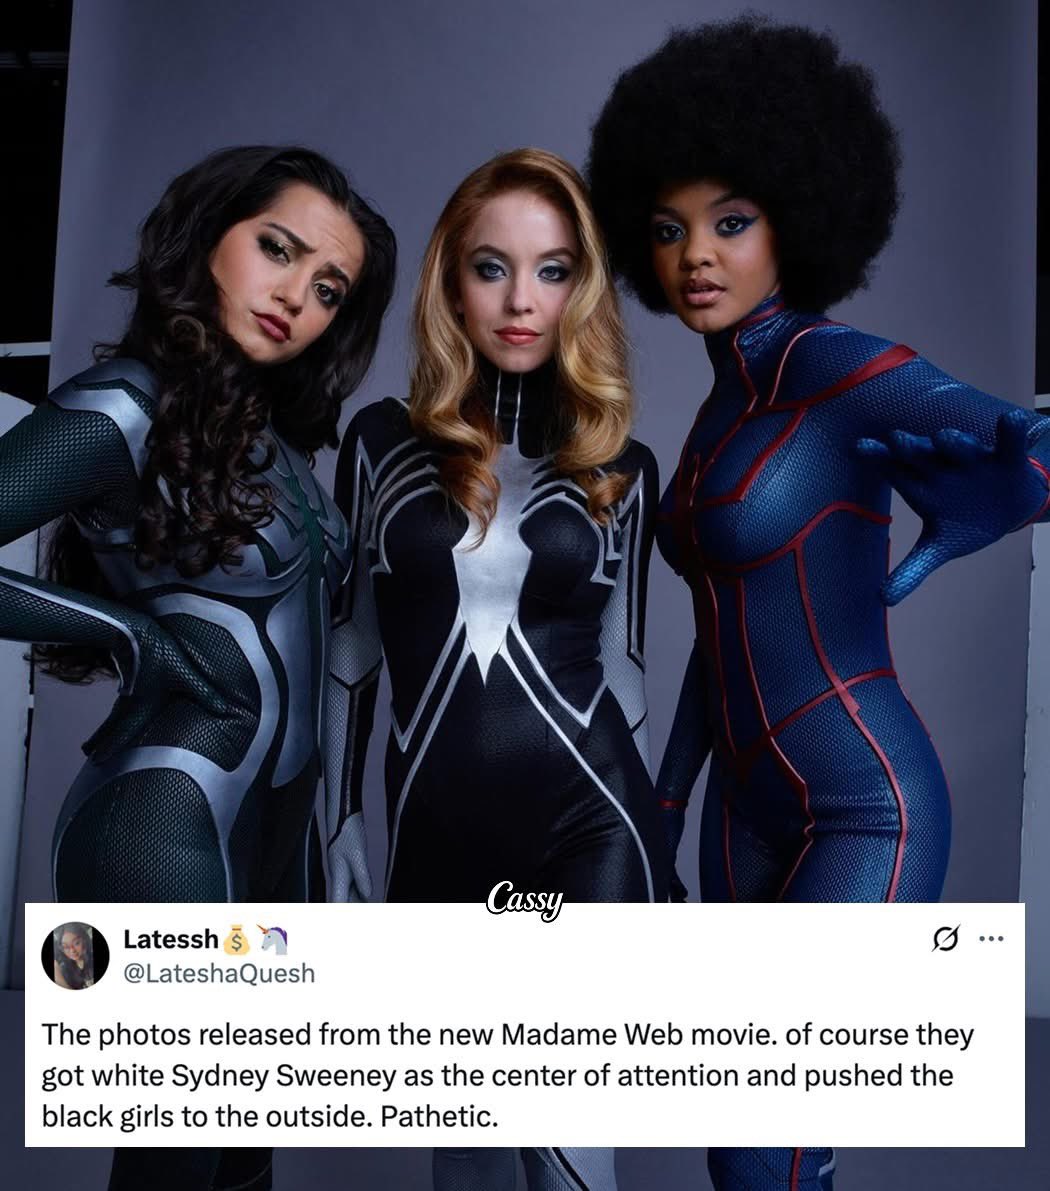 Cassy
Latessh💰🦄
@LateshaQuesh
The photos released from the new Madame Web movie. of course they
got white Sydney Sweeney as the center of attention and pushed the
black girls to the outside. Pathetic.